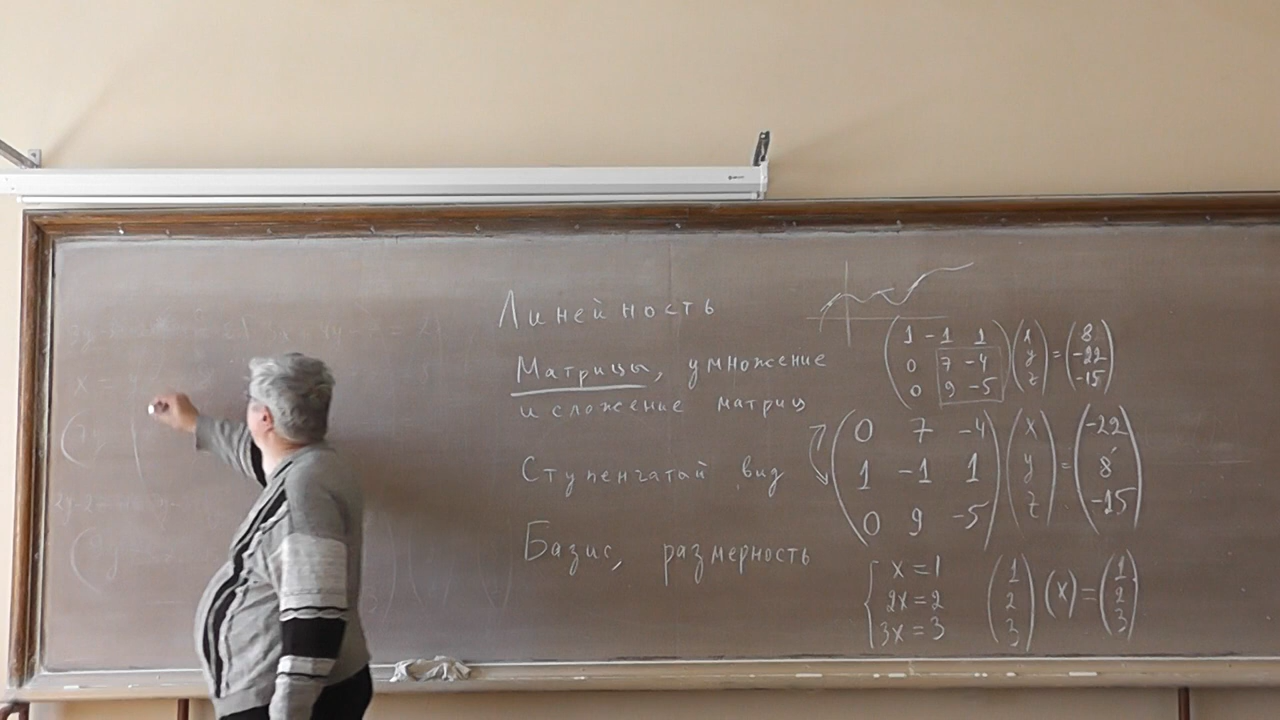 Линейность
Матрицы, умножение
и сложение матриц
Ступенчатай вид
Базис, размерность
(1 -1 1) (x) = (8)
(0 7 -4) (y) = (-22)
(0 9 -5) (z) = (-15)
(0 7 -4) (x) = (-22)
(1 -1 1) (y) = (8)
(0 9 -5) (z) = (-15)
{ x = 1 (1) (x) = (1)
2x = 2 (2) (2)
3x = 3 (3) (3)